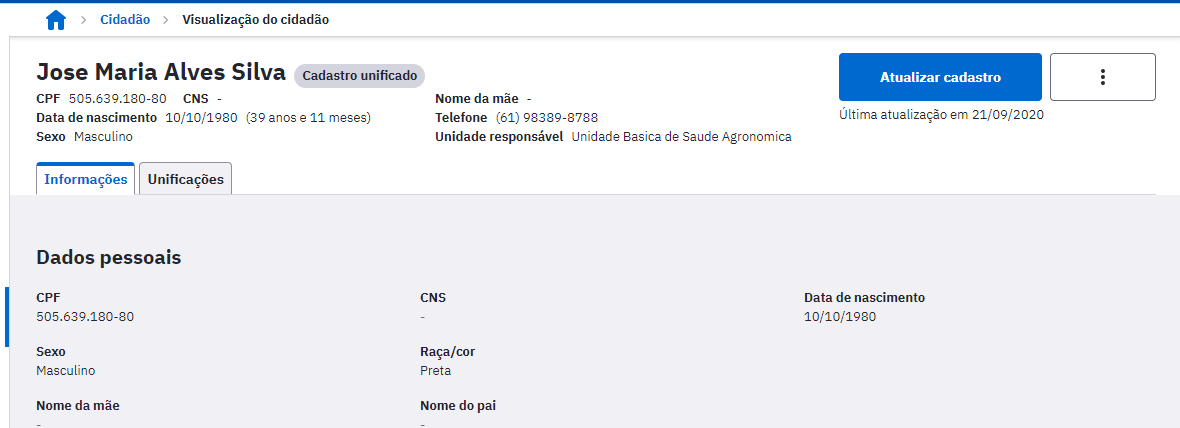 Cidadão > Visualização do cidadão
Jose Maria Alves Silva Cadastro unificado
CPF 505.639.180-80 CNS -
Data de nascimento 10/10/1980 (39 anos e 11 meses)
Sexo Masculino
Nome da mãe -
Telefone (61) 98389-8788
Unidade responsável Unidade Basica de Saude Agronomica
Atualizar cadastro
Última atualização em 21/09/2020
Informações Unificações
Dados pessoais
CPF CNS Data de nascimento
505.639.180-80 - 10/10/1980
Sexo Raça/cor
Masculino Preta
Nome da mãe Nome do pai
- -